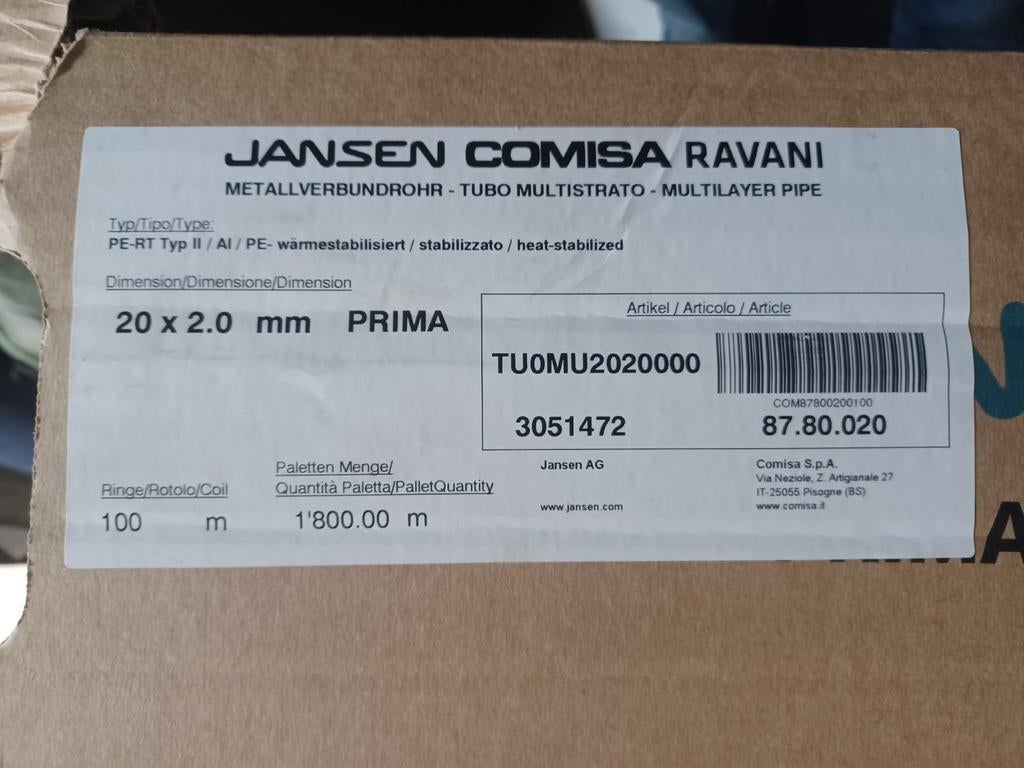 JANSEN COMISA RAVANI
METALLVERBUNDROHR - TUBO MULTISTRATO - MULTILAYER PIPE
Typ/Tipo/Type:
PE-RT Typ II / Al / PE- wärmestabilisiert / stabilizzato / heat-stabilized
Dimension/Dimensione/Dimension
20 x 2.0 mm PRIMA
Artikel / Articolo / Article
TU0MU2020000
COM87800200100
3051472 87.80.020
Ringe/Rotolo/Coil
100 m
Paletten Menge/
Quantità Paletta/PalletQuantity
1'800.00 m
Jansen AG
www.jansen.com
Comisa S.p.A.
Via Neziole, Z. Artigianale 27
IT-25055 Pisogne (BS)
www.comisa.it